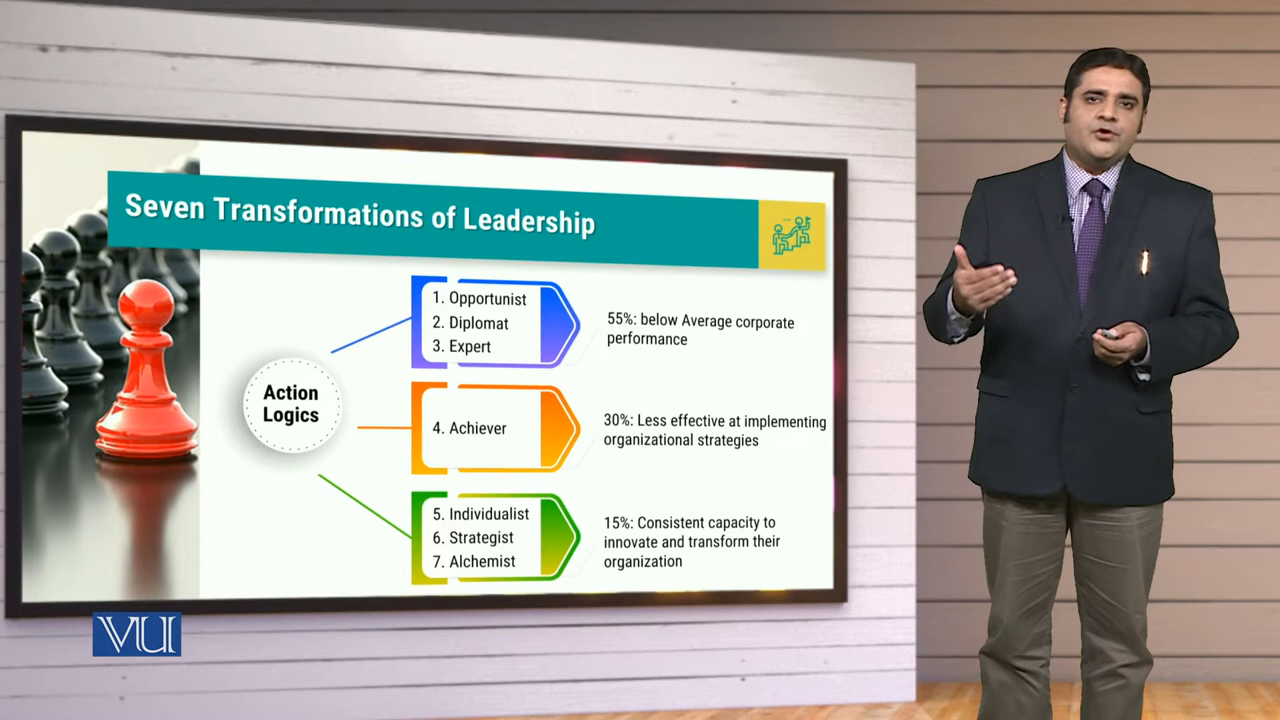 Seven Transformations of Leadership
Action
Logics
1. Opportunist
2. Diplomat
3. Expert
55%: below Average corporate
performance
4. Achiever
30%: Less effective at implementing
organizational strategies
5. Individualist
6. Strategist
7. Alchemist
15%: Consistent capacity to
innovate and transform their
organization
VU